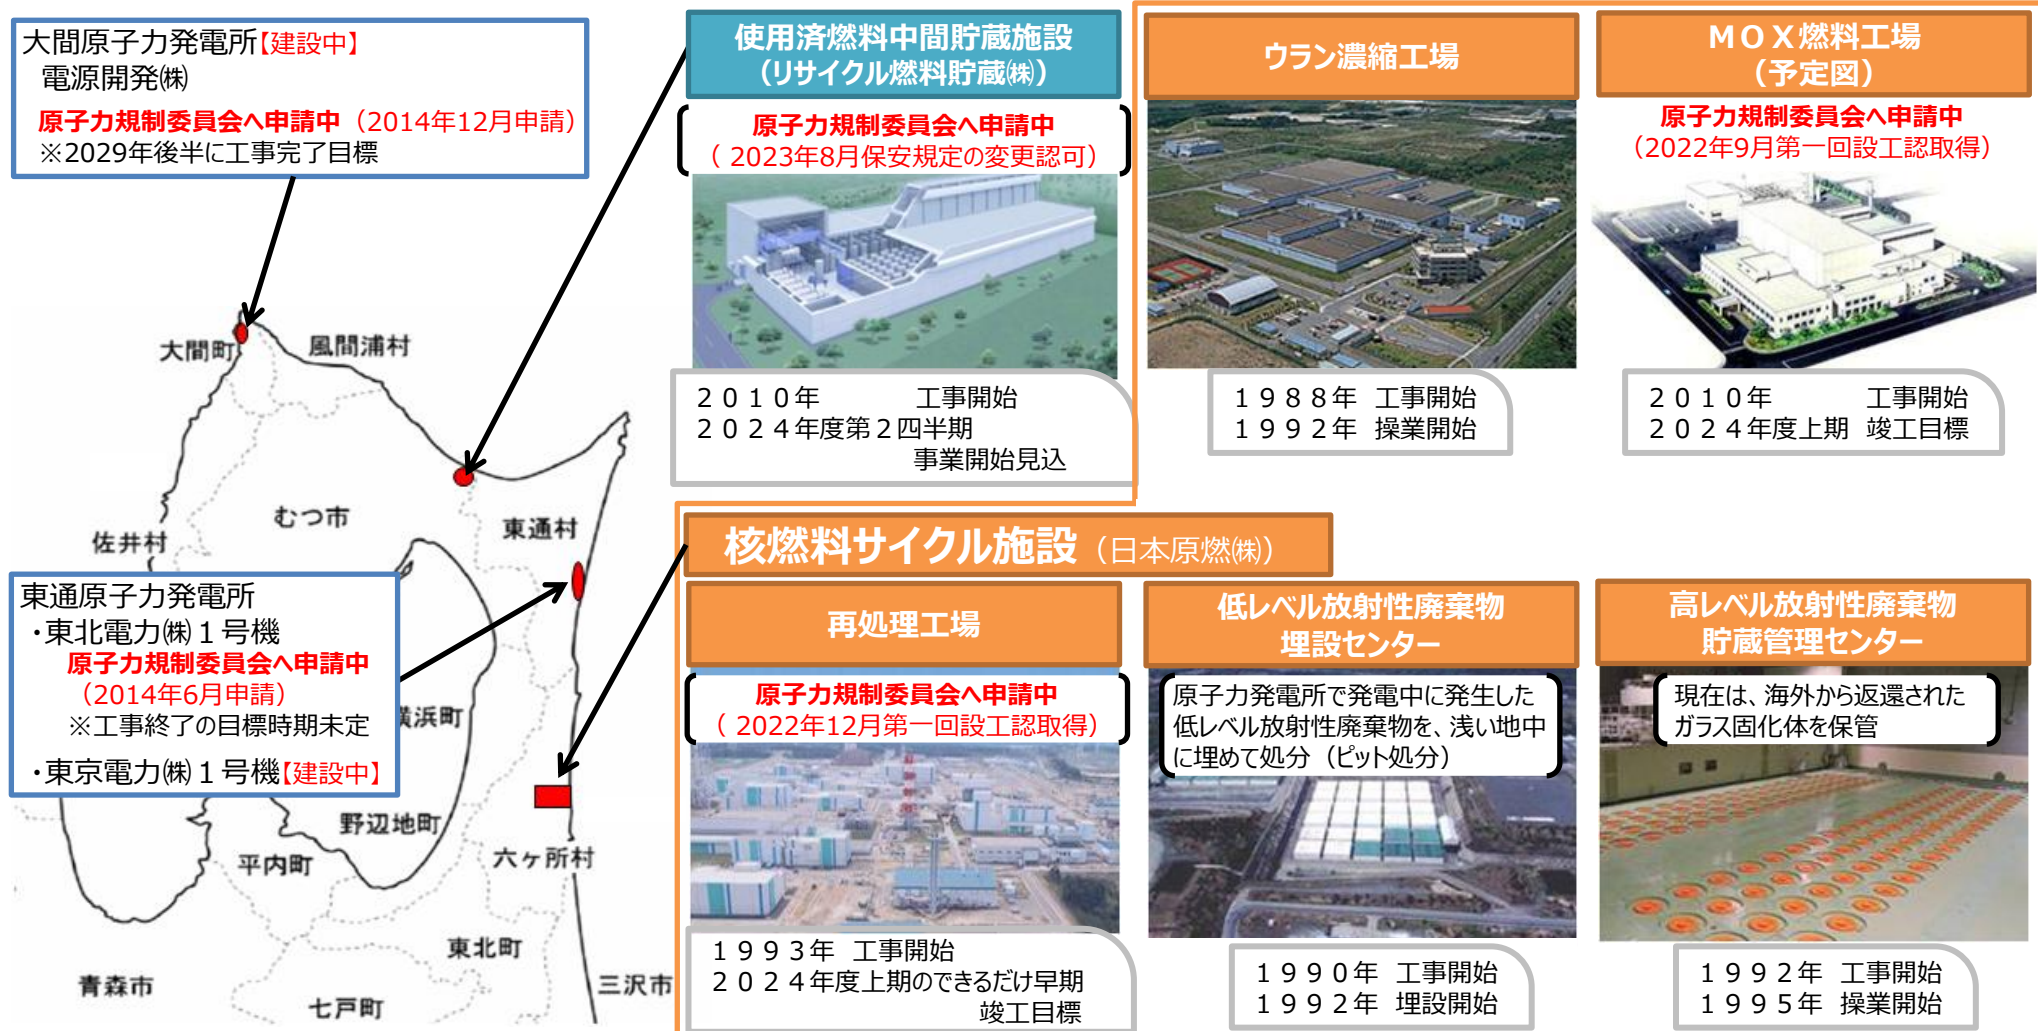 大間原子力発電所【建設中】
電源開発㈱
原子力規制委員会へ申請中（2014年12月申請）
※2029年後半に工事完了目標
使用済燃料中間貯蔵施設
（リサイクル燃料貯蔵㈱）
原子力規制委員会へ申請中
（ 2023年8月保安規定の変更認可）
２０１０年 工事開始
２０２４年度第２四半期
事業開始見込
ウラン濃縮工場
１９８８年 工事開始
１９９２年 操業開始
ＭＯＸ燃料工場
（予定図）
原子力規制委員会へ申請中
（2022年9月第一回設工認取得）
２０１０年 工事開始
２０２４年度上期 竣工目標
大間町
風間浦村
むつ市
東通村
佐井村
東通原子力発電所
・東北電力㈱１号機
原子力規制委員会へ申請中
（2014年6月申請）
※工事終了の目標時期未定
・東京電力㈱１号機【建設中】
横浜町
野辺地町
平内町
六ヶ所村
東北町
青森市
七戸町
三沢市
核燃料サイクル施設（日本原燃㈱）
再処理工場
原子力規制委員会へ申請中
（ 2022年12月第一回設工認取得）
１９９３年 工事開始
２０２４年度上期のできるだけ早期
竣工目標
低レベル放射性廃棄物
埋設センター
原子力発電所で発電中に発生した
低レベル放射性廃棄物を、浅い地中
に埋めて処分（ピット処分）
１９９０年 工事開始
１９９２年 埋設開始
高レベル放射性廃棄物
貯蔵管理センター
現在は、海外から返還された
ガラス固化体を保管
１９９２年 工事開始
１９９５年 操業開始